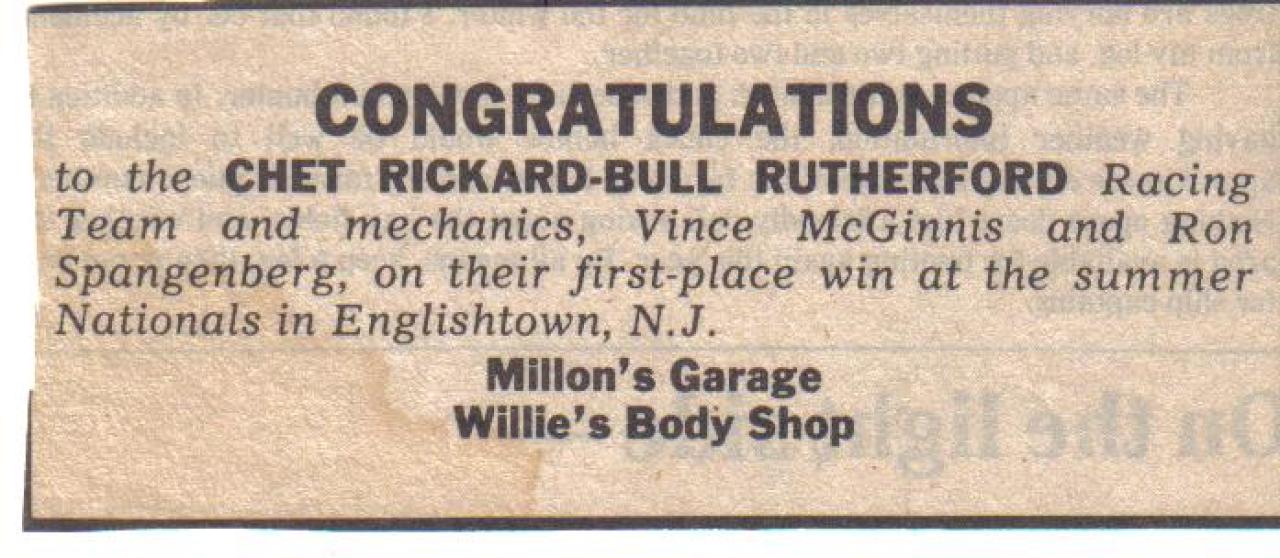 CONGRATULATIONS
to the CHET RICKARD-BULL RUTHERFORD Racing
Team and mechanics, Vince McGinnis and Ron
Spangenberg, on their first-place win at the summer
Nationals in Englishtown, N.J.
Millon's Garage
Willie's Body Shop